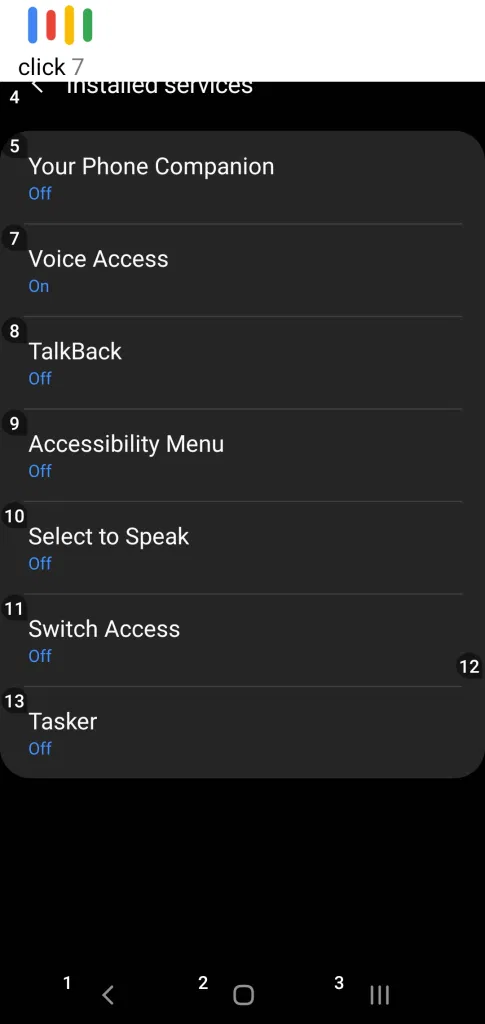 click 7
4
Installed services
5
Your Phone Companion
Off
7
Voice Access
On
8
TalkBack
Off
9
Accessibility Menu
Off
10
Select to Speak
Off
11
Switch Access
Off
12
13
Tasker
Off
1 2 3